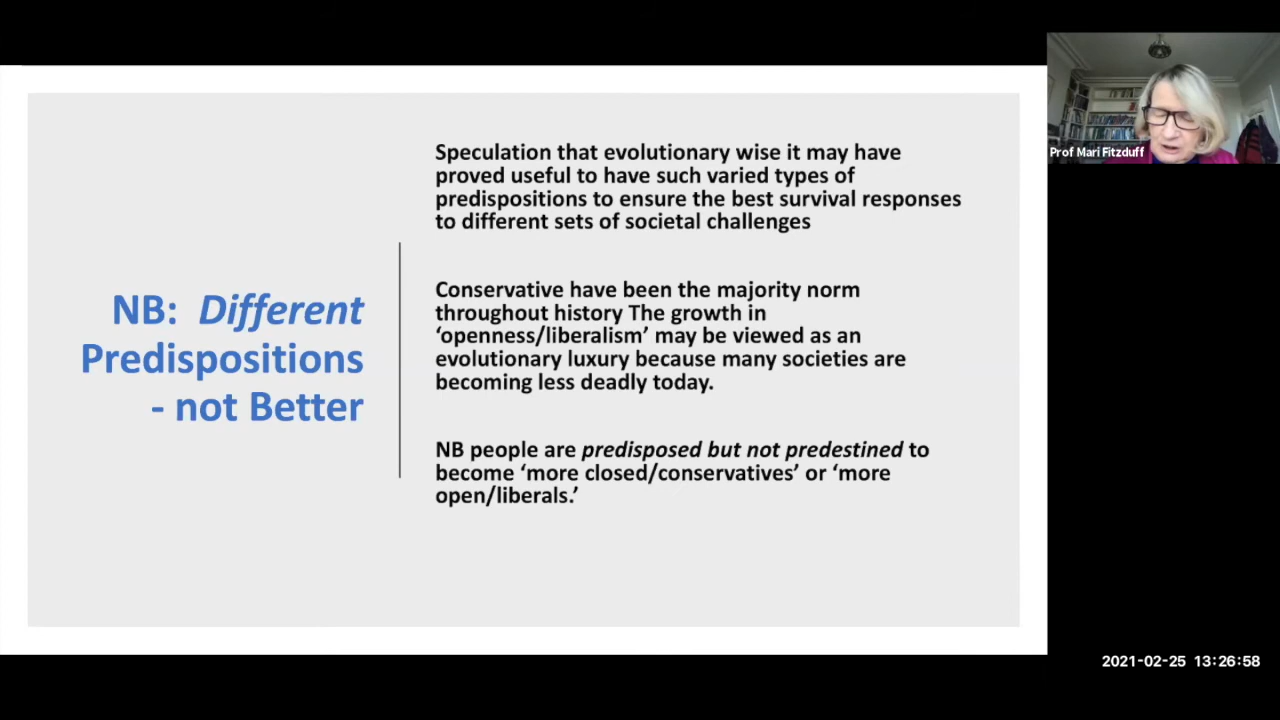 NB: Different
Predispositions
- not Better
Speculation that evolutionary wise it may have
proved useful to have such varied types of
predispositions to ensure the best survival responses
to different sets of societal challenges
Conservative have been the majority norm
throughout history The growth in
‘openness/liberalism’ may be viewed as an
evolutionary luxury because many societies are
becoming less deadly today.
NB people are predisposed but not predestined to
become ‘more closed/conservatives’ or ‘more
open/liberals.’
Prof Mari Fitzduff
2021-02-25 13:26:58